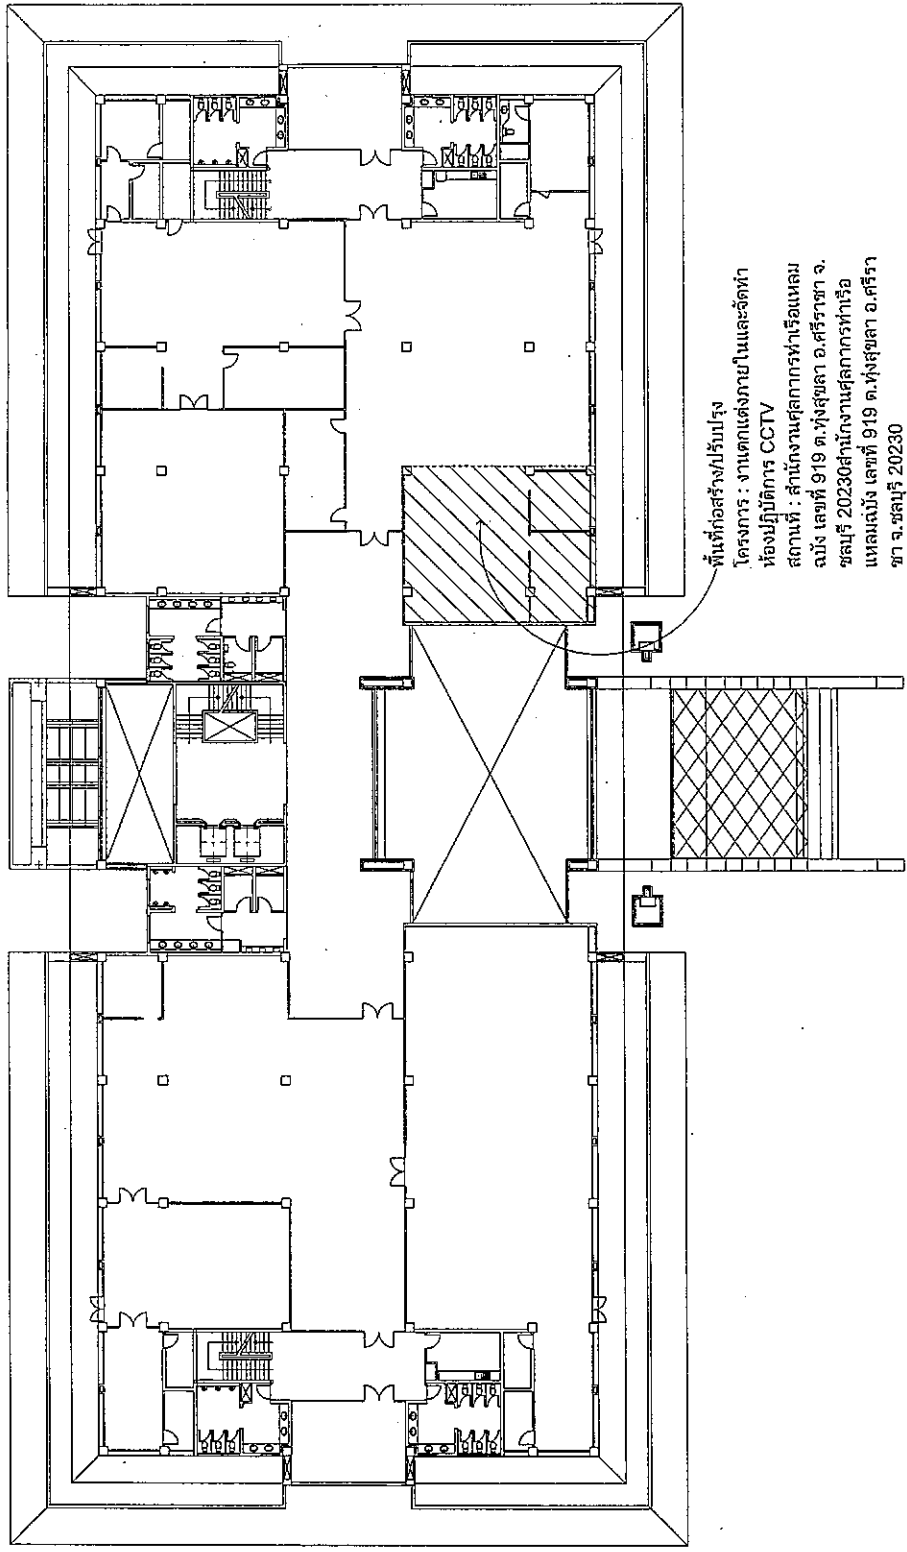 พื้นที่ก่อสร้าง/ปรับปรุง
โครงการ : งานตกแต่งภายในและจัดทำ
ห้องปฏิบัติการ CCTV
สถานที่ : สำนักงานศุลกากรท่าเรือแหลม
ฉบัง เลขที่ 919 ต.ทุ่งสุขลา อ.ศรีราชา จ.
ชลบุรี 20230สำนักงานศุลกากรท่าเรือ
แหลมฉบัง เลขที่ 919 ต.ทุ่งสุขลา อ.ศรีรา
ชา จ.ชลบุรี 20230